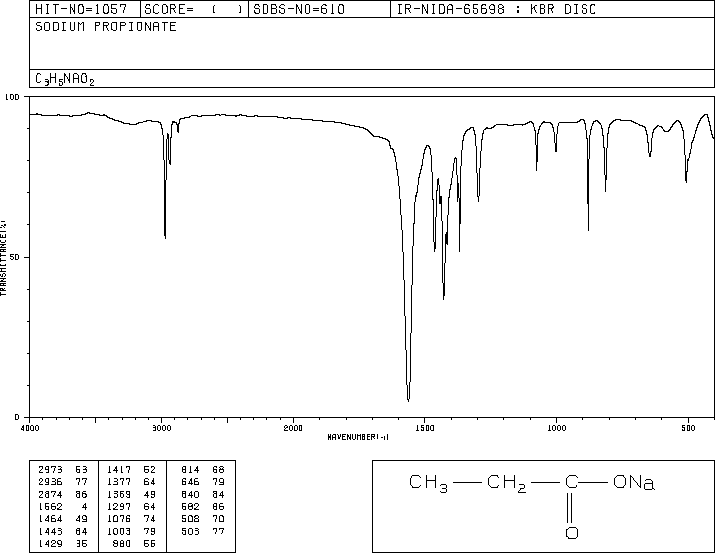 HIT-NO=1057 SCORE= ( ) SDBS-NO=610 IR-NIDA-65698 : KBR DISC
SODIUM PROPIONATE
C3H5NAO2
100
50
0
TRANSMITTANCE(%)
4000 3000 2000 1500 1000 500
WAVENUMBER(-1)
2973 53 1417 52 814 68
2936 77 1377 64 646 79
2874 86 1369 49 640 84
1562 4 1297 64 582 86
1464 49 1076 74 508 70
1443 64 1003 79 503 77
1429 35 880 55
CH3 CH2 C ONa
O